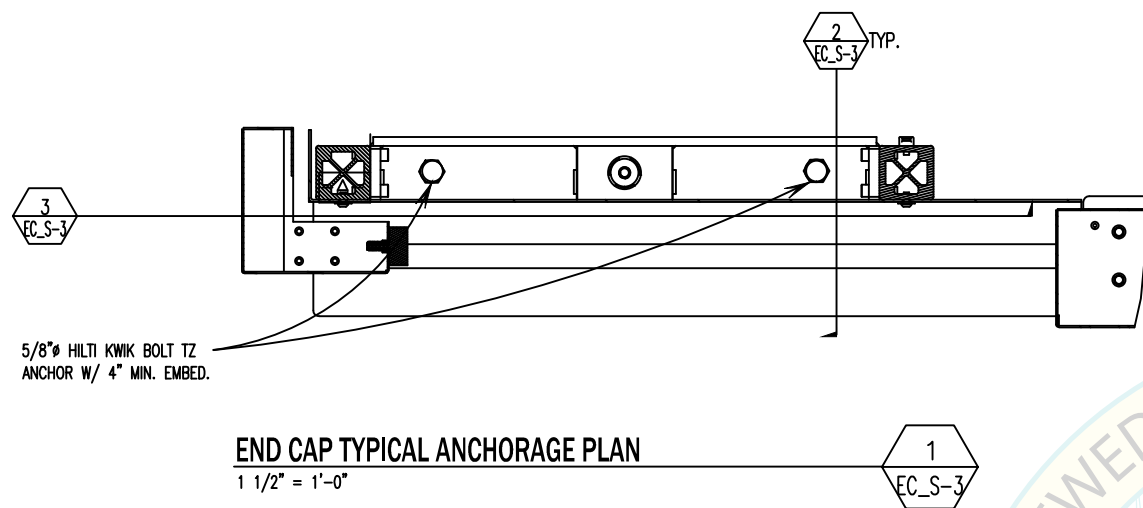 2
EC_S-3
TYP.
3
EC_S-3
5/8"ø HILTI KWIK BOLT TZ
ANCHOR W/ 4" MIN. EMBED.
END CAP TYPICAL ANCHORAGE PLAN
1 1/2" = 1'-0"
1
EC_S-3